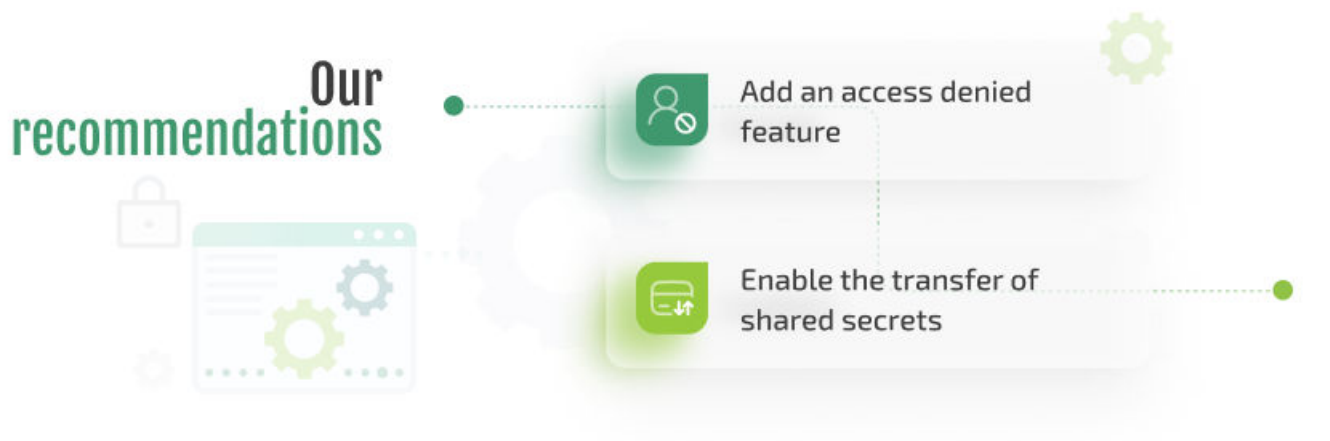 Our
recommendations
Add an access denied
feature
Enable the transfer of
shared secrets